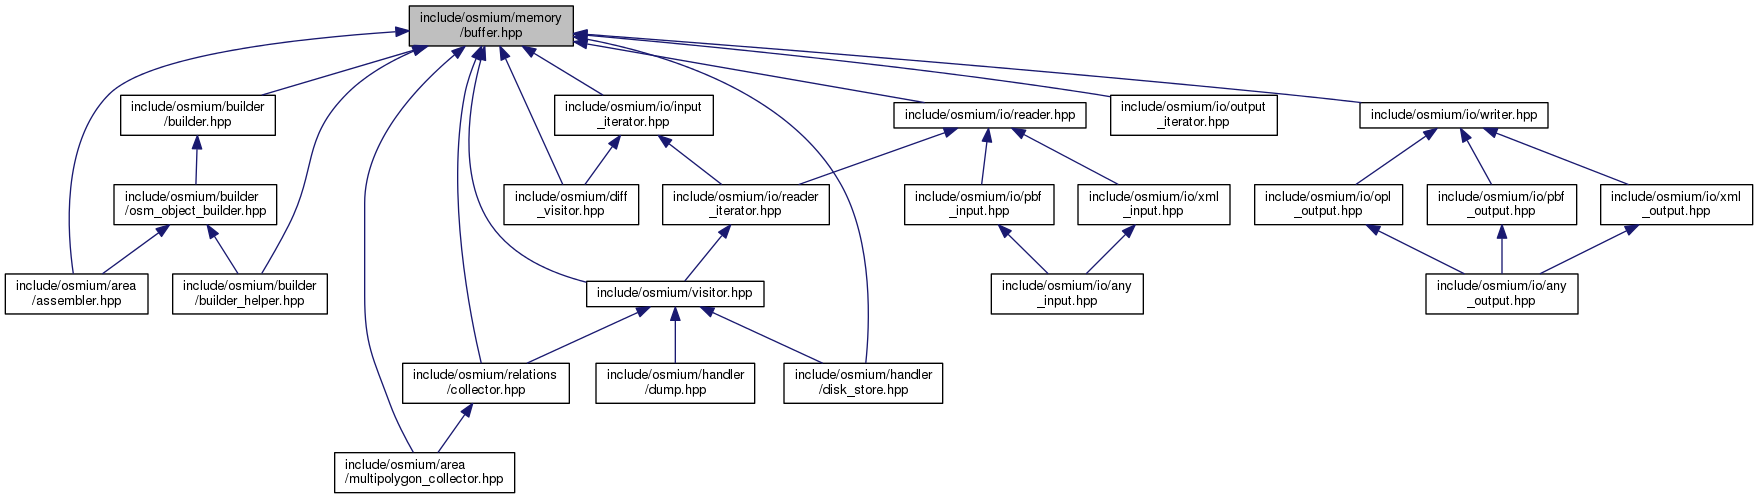 include/osmium/memory
/buffer.hpp
include/osmium/builder
/builder.hpp
include/osmium/io/input
_iterator.hpp
include/osmium/io/reader.hpp
include/osmium/io/output
_iterator.hpp
include/osmium/io/writer.hpp
include/osmium/builder
/osm_object_builder.hpp
include/osmium/diff
_visitor.hpp
include/osmium/io/reader
_iterator.hpp
include/osmium/io/pbf
_input.hpp
include/osmium/io/xml
_input.hpp
include/osmium/io/opl
_output.hpp
include/osmium/io/pbf
_output.hpp
include/osmium/io/xml
_output.hpp
include/osmium/area
/assembler.hpp
include/osmium/builder
/builder_helper.hpp
include/osmium/visitor.hpp
include/osmium/io/any
_input.hpp
include/osmium/io/any
_output.hpp
include/osmium/relations
/collector.hpp
include/osmium/handler
/dump.hpp
include/osmium/handler
/disk_store.hpp
include/osmium/area
/multipolygon_collector.hpp